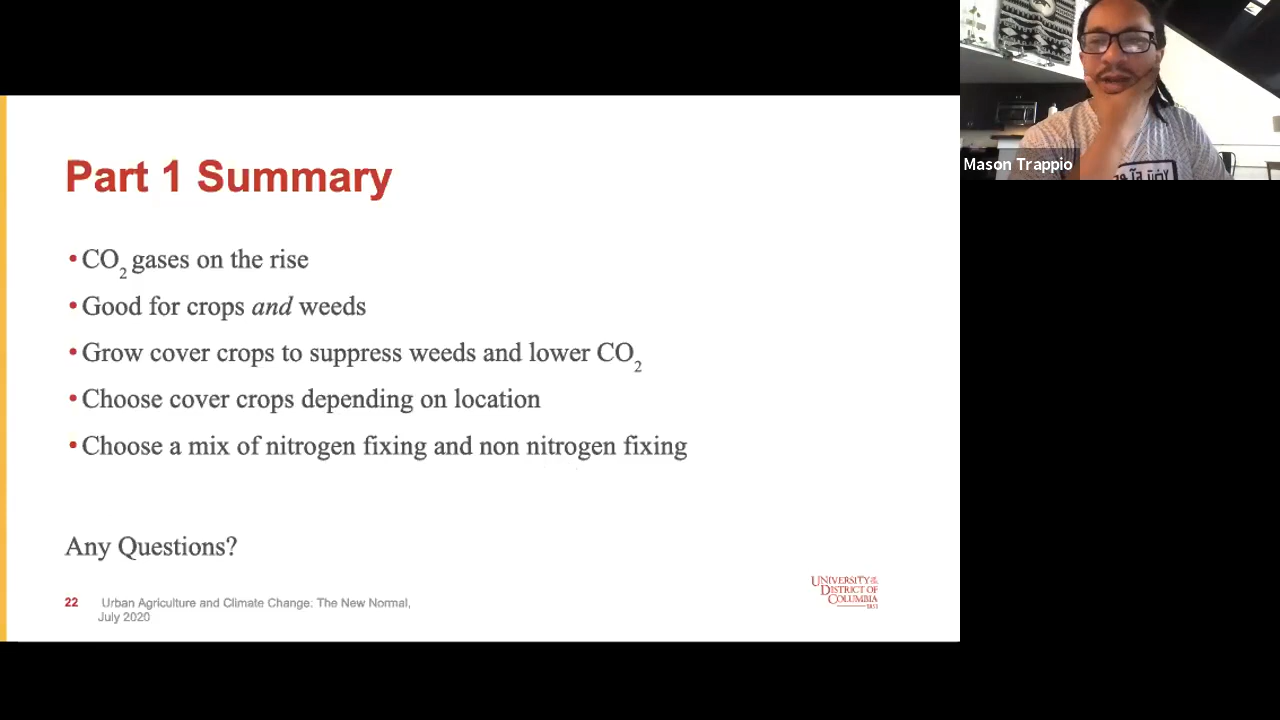 Part 1 Summary
•CO₂ gases on the rise
•Good for crops and weeds
•Grow cover crops to suppress weeds and lower CO₂
•Choose cover crops depending on location
•Choose a mix of nitrogen fixing and non nitrogen fixing
Any Questions?
22 Urban Agriculture and Climate Change: The New Normal,
July 2020
UNIVERSITY OF THE
DISTRICT OF
COLUMBIA
1851
Mason Trappio